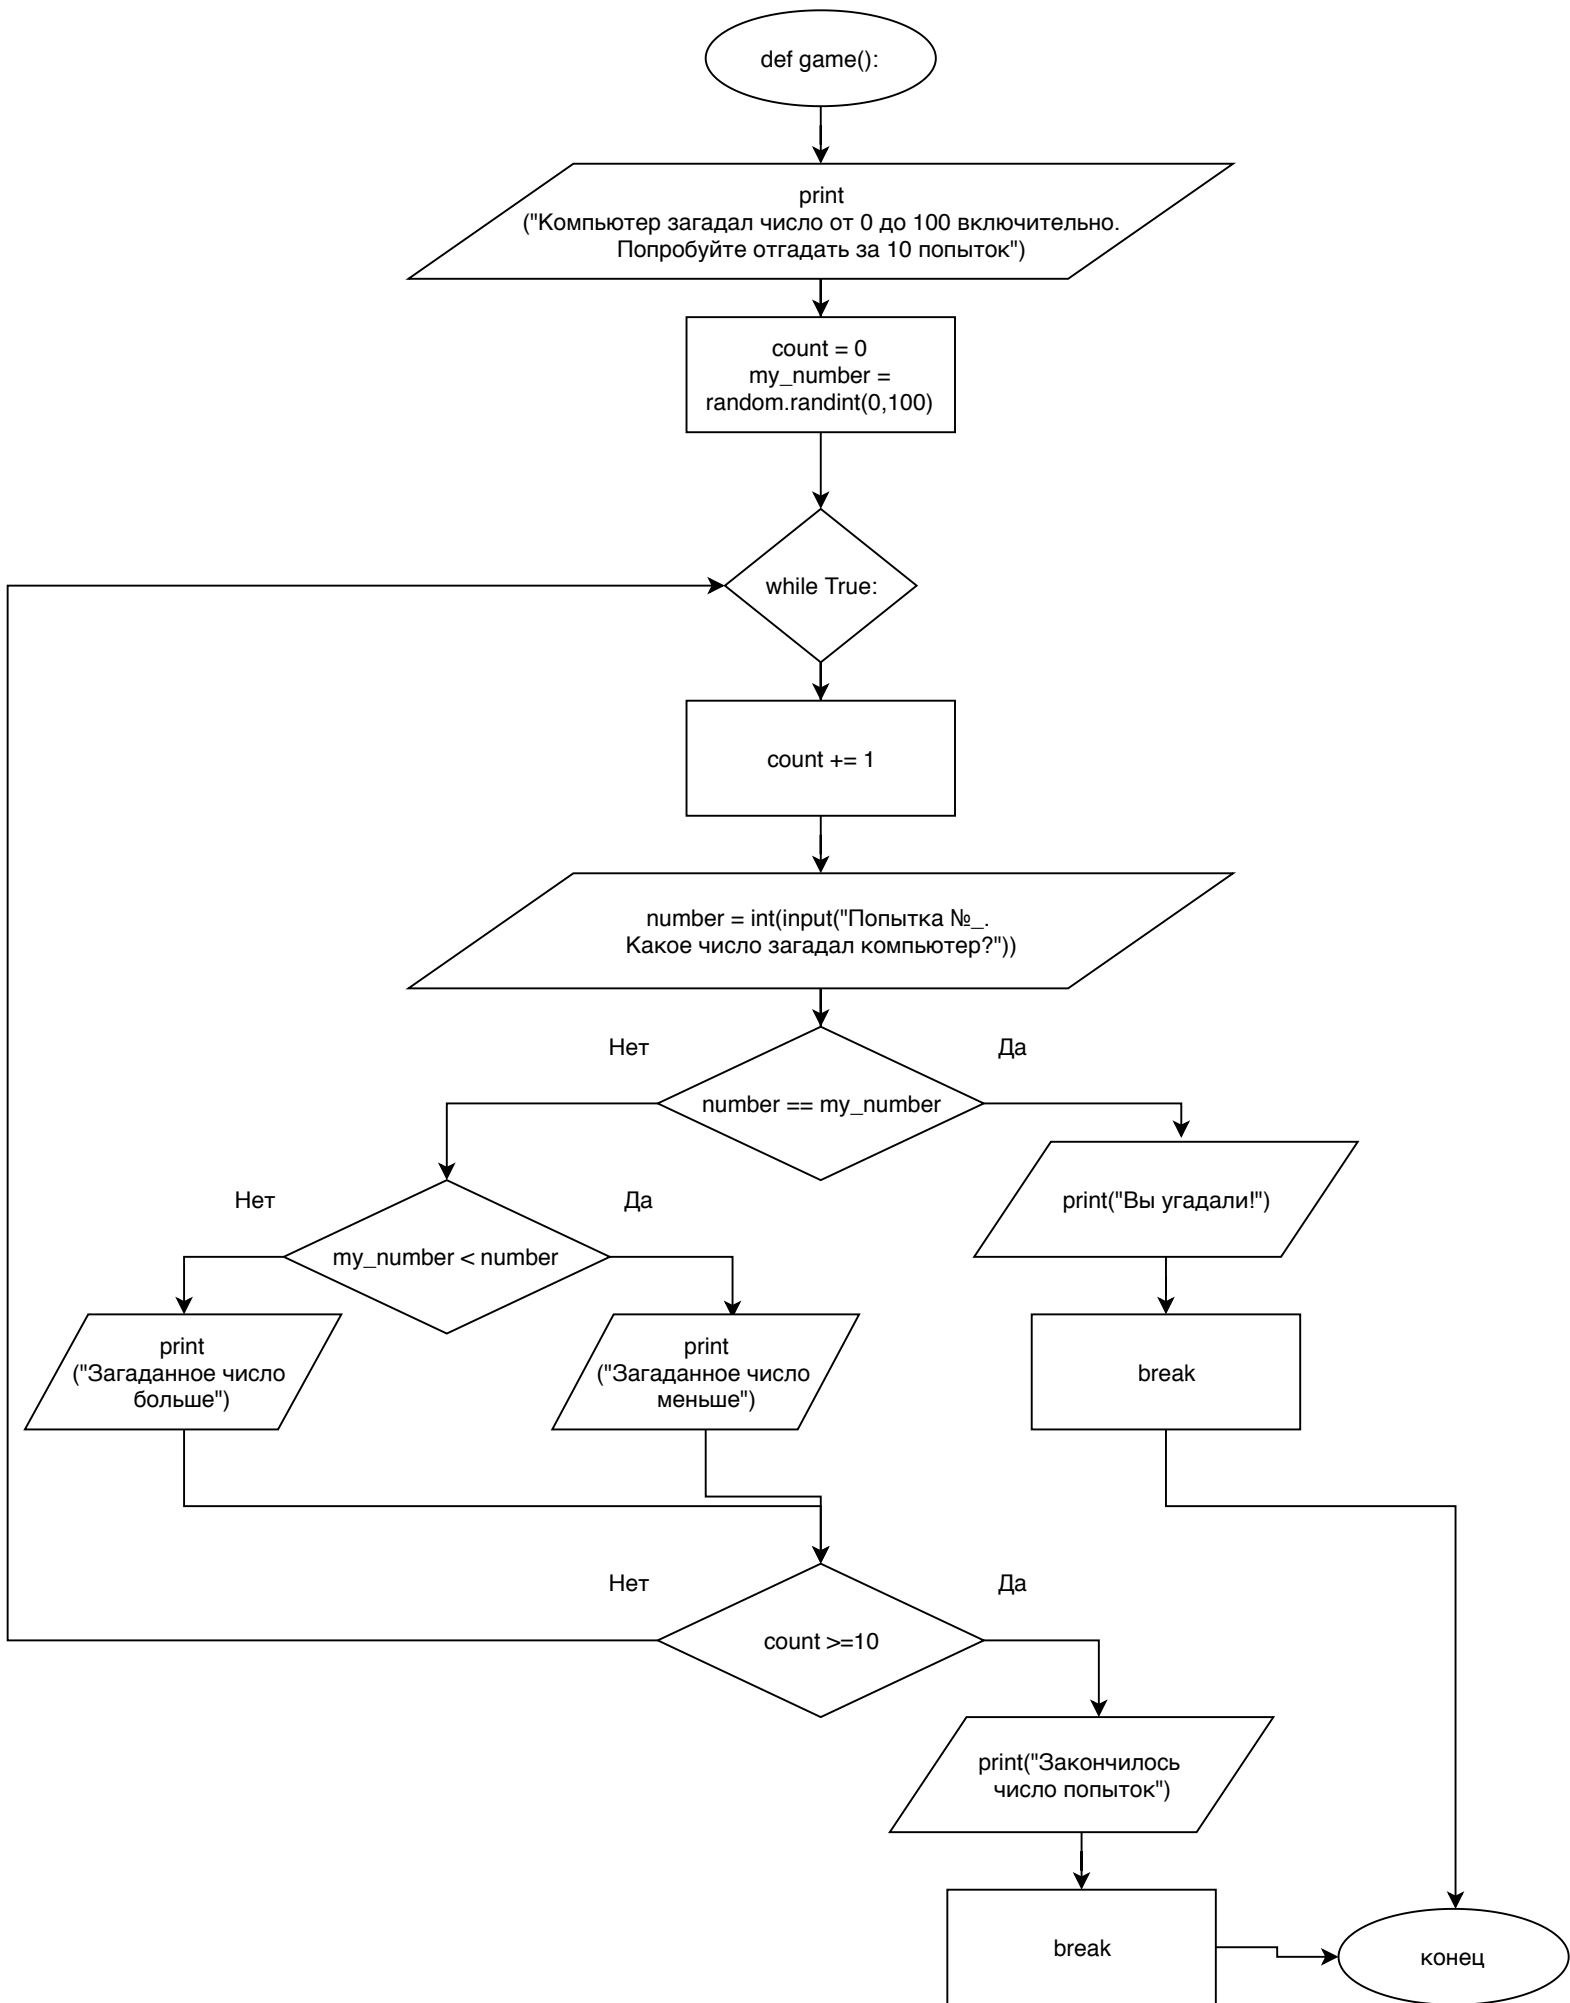 def game():
print
("Компьютер загадал число от 0 до 100 включительно.
Попробуйте отгадать за 10 попыток")
count = 0
my_number =
random.randint(0,100)
while True:
count += 1
number = int(input("Попытка №_.
Какое число загадал компьютер?"))
Нет
Да
number == my_number
Нет
Да
print("Вы угадали!")
my_number < number
print
("Загаданное число
больше")
print
("Загаданное число
меньше")
break
Нет
Да
count >=10
print("Закончилось
число попыток")
break
конец